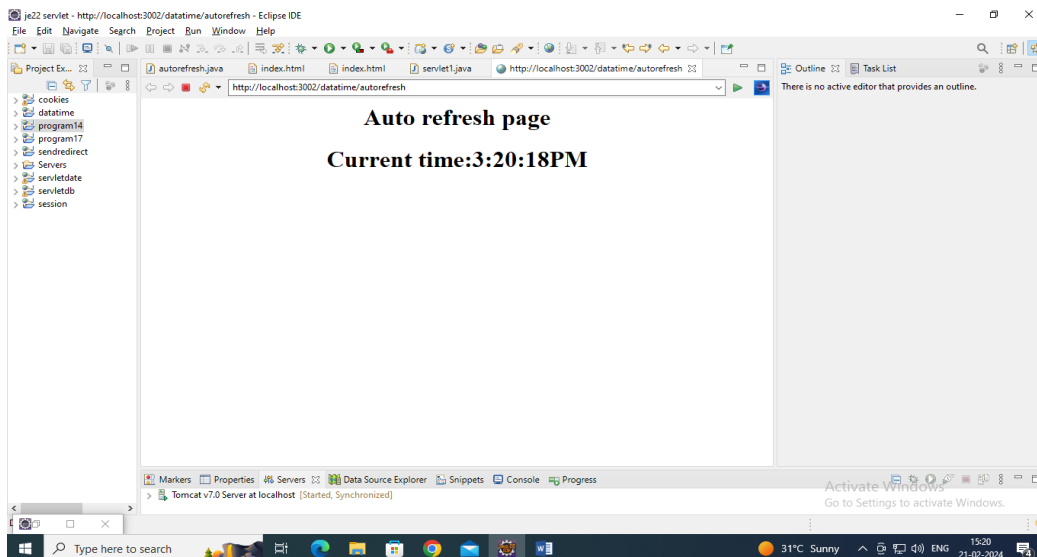 je22 servlet - http://localhost:3002/datatime/autorefresh - Eclipse IDE
File Edit Navigate Search Project Run Window Help
Project Ex...
autorefresh.java index.html index.html servlet1.java http://localhost:3002/datatime/autorefresh
Outline Task List
http://localhost:3002/datatime/autorefresh
There is no active editor that provides an outline.
cookies
datatime
program14
program17
sendredirect
Servers
servletdate
servletdb
session
Auto refresh page
Current time:3:20:18PM
Markers Properties Servers Data Source Explorer Snippets Console Progress
Tomcat v7.0 Server at localhost [Started, Synchronized]
Activate Windows
Go to Settings to activate Windows.
Type here to search
31°C Sunny
ENG
15:20
21-02-2024